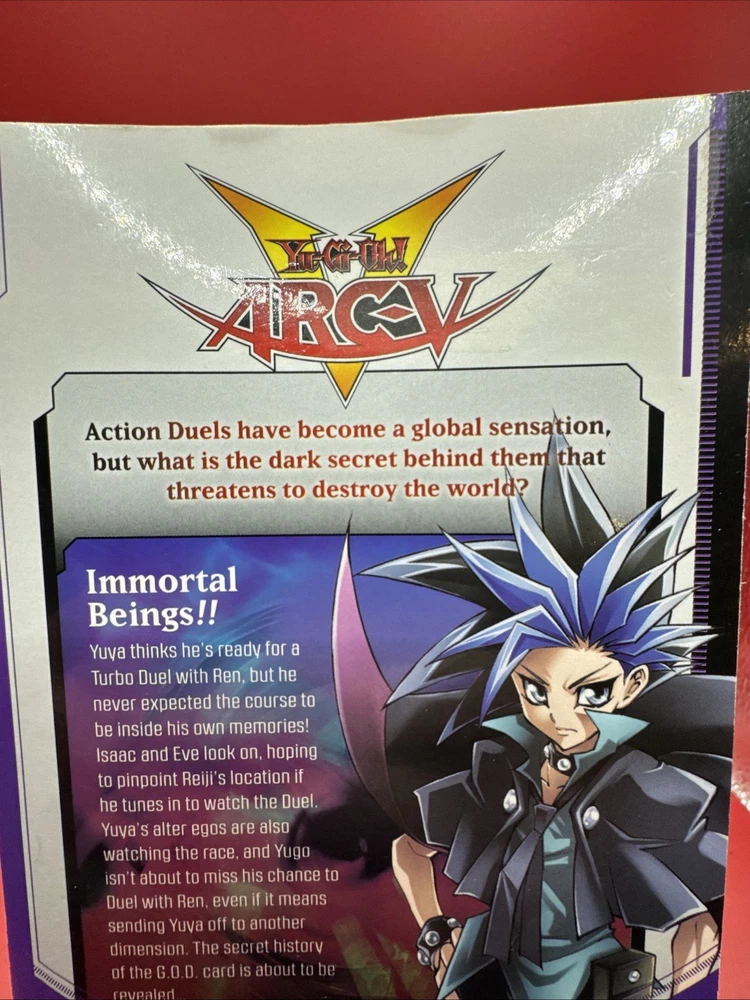 Yu-Gi-Oh!
ARC-V
Action Duels have become a global sensation,
but what is the dark secret behind them that
threatens to destroy the world?
Immortal
Beings!!
Yuya thinks he's ready for a
Turbo Duel with Ren, but he
never expected the course to
be inside his own memories!
Isaac and Eve look on, hoping
to pinpoint Reiji's location if
he tunes in to watch the Duel.
Yuya's alter egos are also
watching the race, and Yugo
isn't about to miss his chance to
Duel with Ren, even if it means
sending Yuya off to another
dimension. The secret history
of the G.O.D. card is about to be
revealed